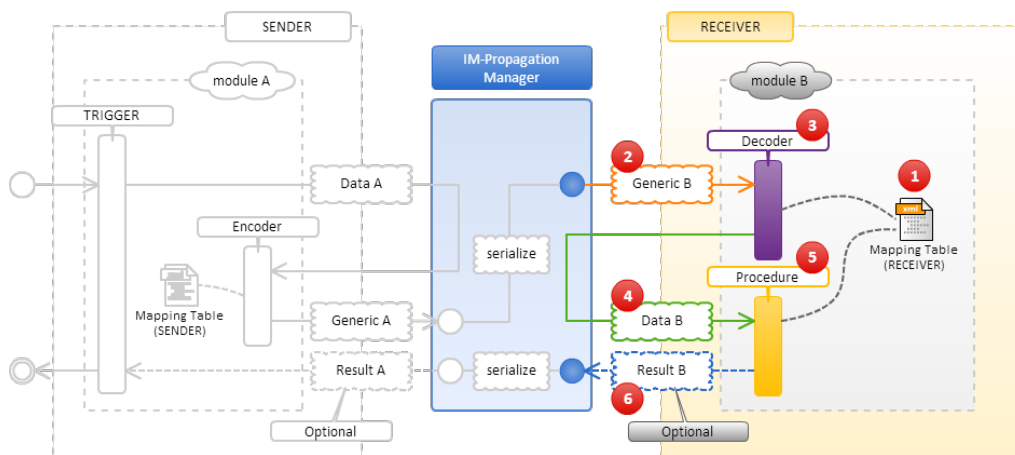 SENDER
RECEIVER
IM-Propagation
Manager
module A
module B
TRIGGER
3
Decoder
2
1
Data A
Generic B
xml
Encoder
serialize
Mapping Table
(RECEIVER)
5
Procedure
4
Mapping Table
(SENDER)
Generic A
Data B
Result A
serialize
Result B
6
Optional
Optional